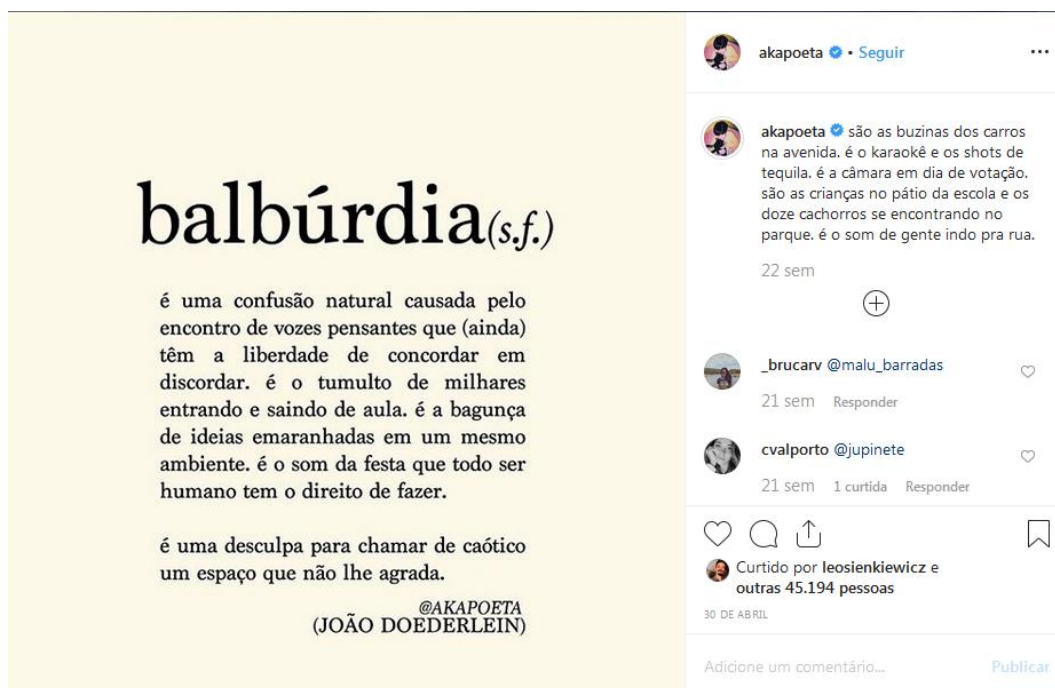 balbúrdia(s.f.)
é uma confusão natural causada pelo
encontro de vozes pensantes que (ainda)
têm a liberdade de concordar em
discordar. é o tumulto de milhares
entrando e saindo de aula. é a bagunça
de ideias emaranhadas em um mesmo
ambiente. é o som da festa que todo ser
humano tem o direito de fazer.
é uma desculpa para chamar de caótico
um espaço que não lhe agrada.
@AKAPOETA
(JOÃO DOEDERLEIN)
akapoeta • Seguir
akapoeta são as buzinas dos carros
na avenida. é o karaokê e os shots de
tequila. é a câmara em dia de votação.
são as crianças no pátio da escola e os
doze cachorros se encontrando no
parque. é o som de gente indo pra rua.
22 sem
_brucarv @malu_barradas
21 sem Responder
cvalporto @jupinete
21 sem 1 curtida Responder
Curtido por leosienkiewicz e
outras 45.194 pessoas
30 DE ABRIL
Adicione um comentário... Publicar